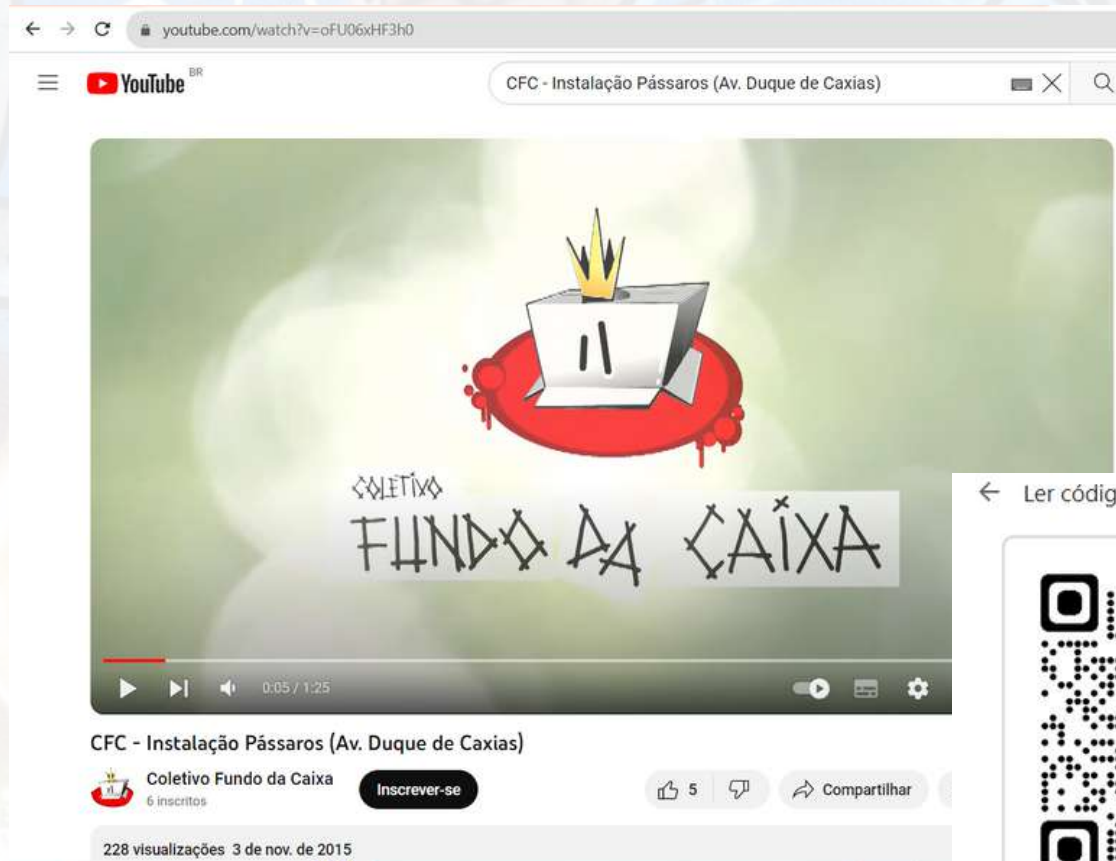 youtube.com/watch?v=oFU06xHF3h0
YouTube BR
CFC - Instalação Pássaros (Av. Duque de Caxias)
COLETIVO
FUNDO DA CAIXA
0:05 / 1:25
CFC - Instalação Pássaros (Av. Duque de Caxias)
Coletivo Fundo da Caixa
6 inscritos
Inscrever-se
5
Compartilhar
228 visualizações 3 de nov. de 2015
Ler códig